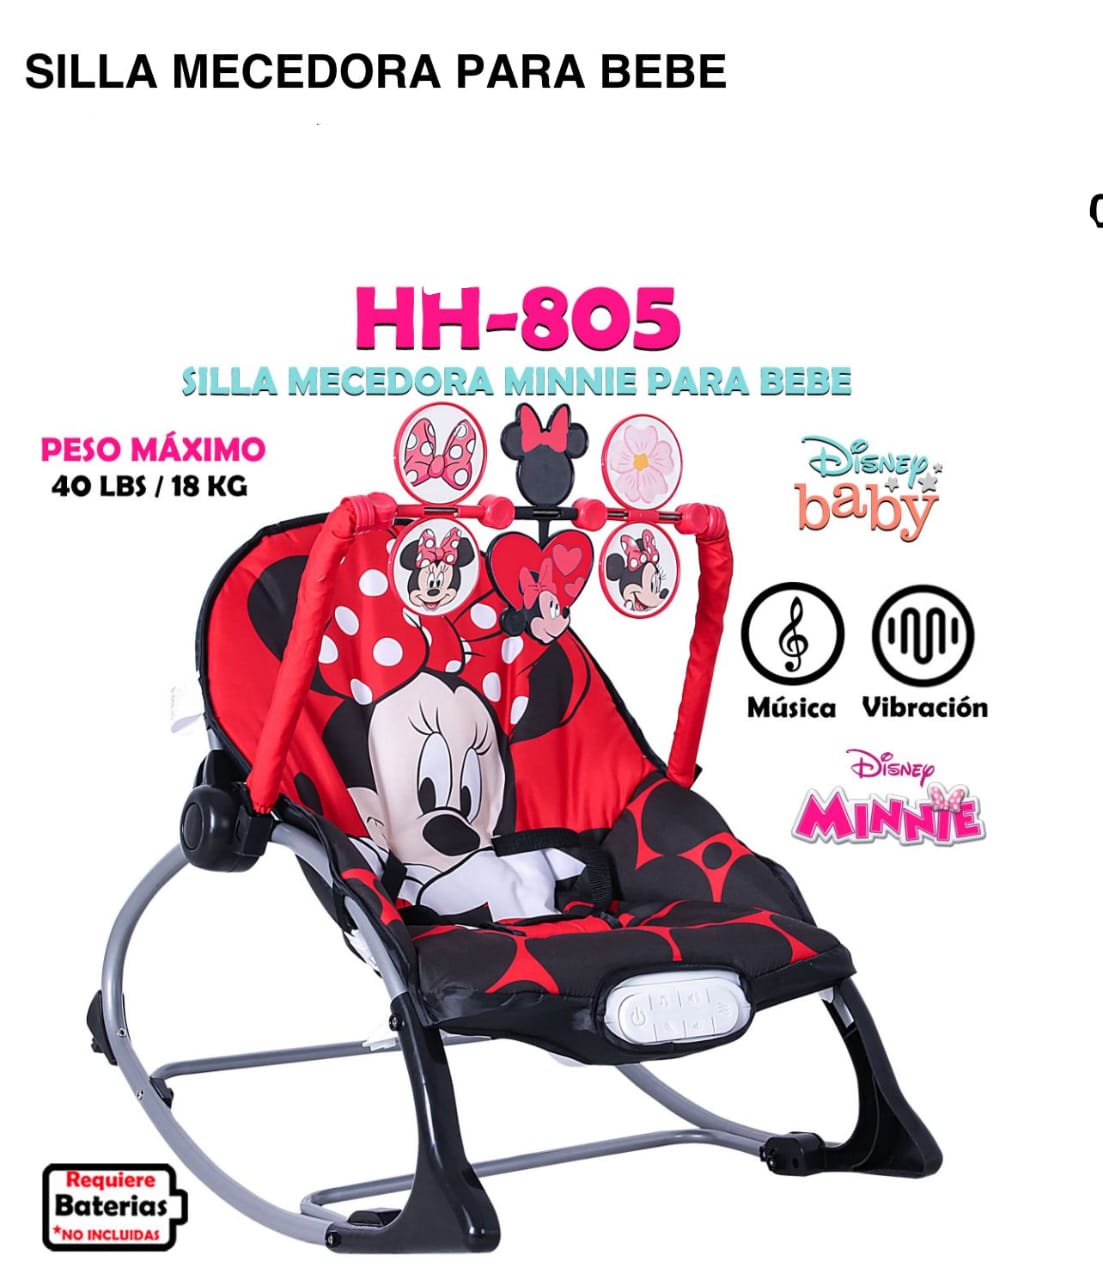 SILLA MECEDORA PARA BEBE
HH-805
SILLA MECEDORA MINNIE PARA BEBE
PESO MÁXIMO
40 LBS / 18 KG
Disney
baby
Música
Vibración
Disney
MINNIE
Requiere
Baterias
*NO INCLUIDAS